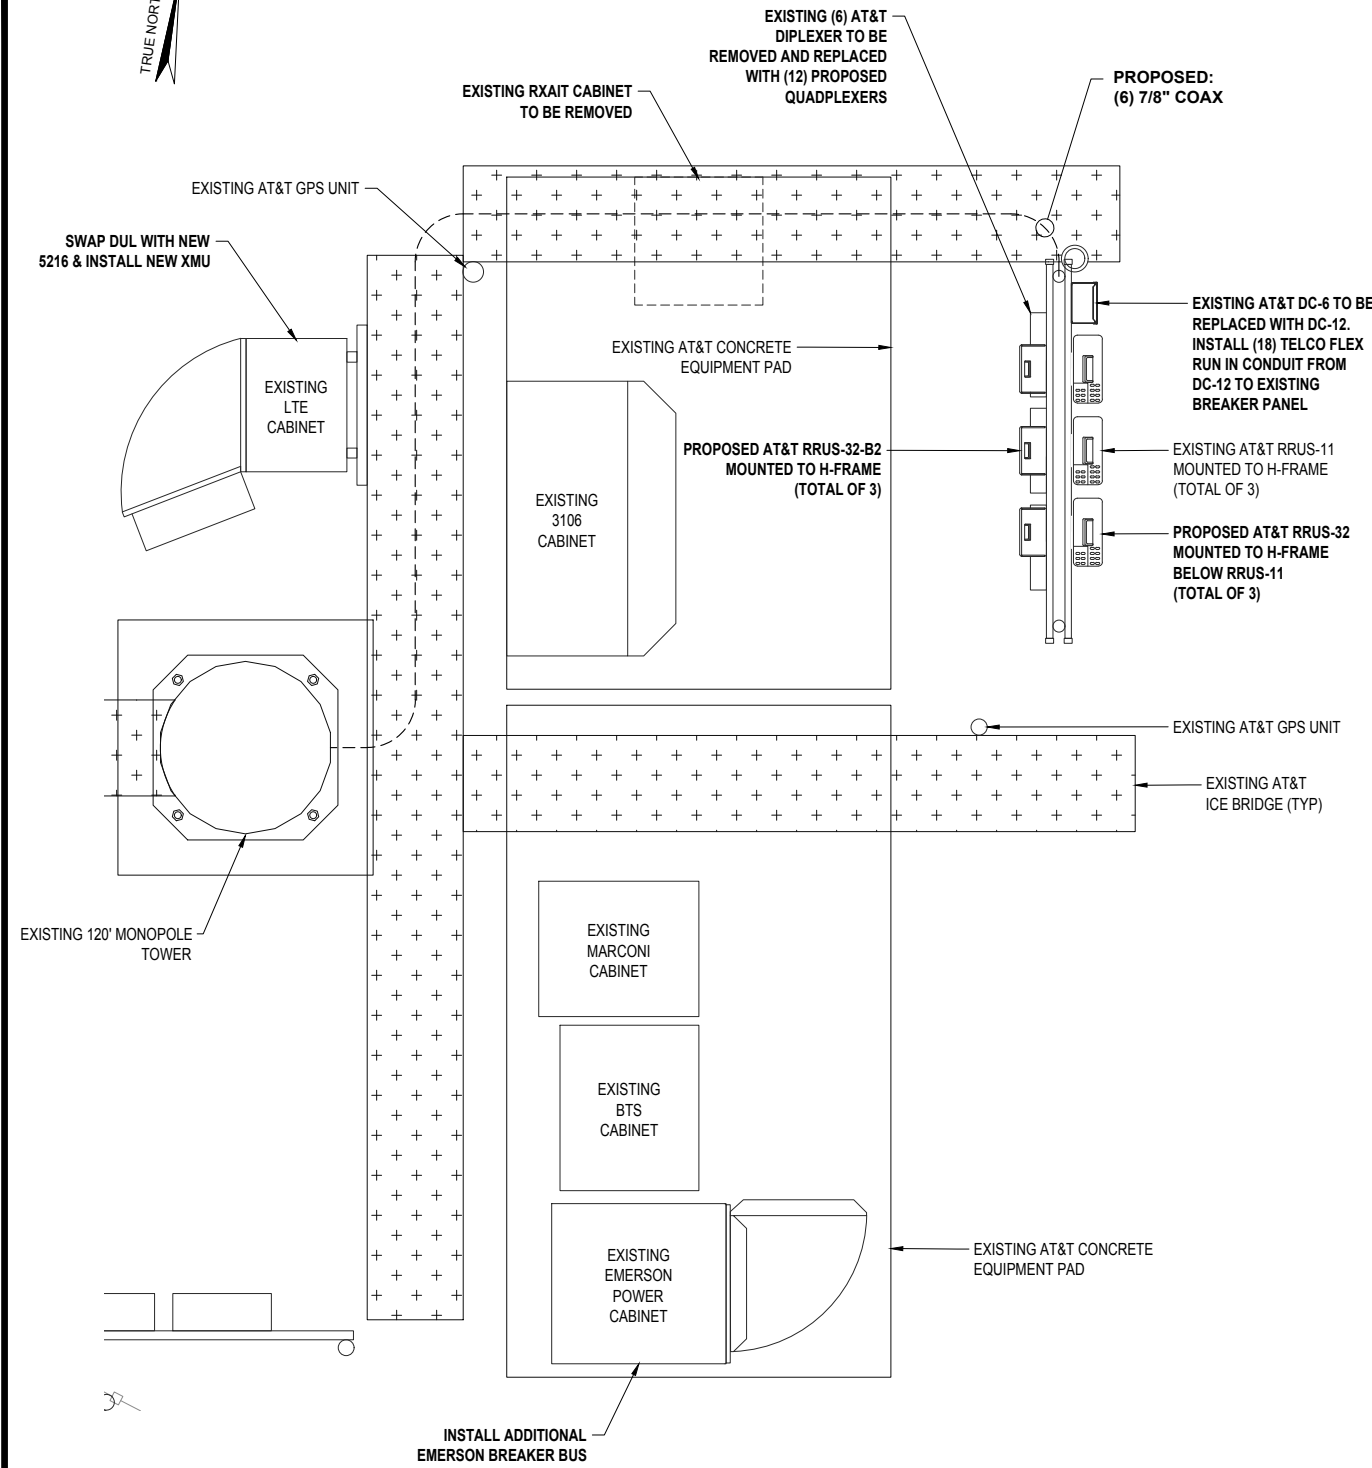 TRUE NORT
EXISTING (6) AT&T
DIPLEXER TO BE
REMOVED AND REPLACED
WITH (12) PROPOSED
QUADPLEXERS
PROPOSED:
(6) 7/8" COAX
EXISTING RXAIT CABINET
TO BE REMOVED
EXISTING AT&T GPS UNIT
SWAP DUL WITH NEW
5216 & INSTALL NEW XMU
EXISTING AT&T DC-6 TO BE
REPLACED WITH DC-12.
INSTALL (18) TELCO FLEX
RUN IN CONDUIT FROM
DC-12 TO EXISTING
BREAKER PANEL
EXISTING AT&T CONCRETE
EQUIPMENT PAD
EXISTING
LTE
CABINET
PROPOSED AT&T RRUS-32-B2
MOUNTED TO H-FRAME
(TOTAL OF 3)
EXISTING AT&T RRUS-11
MOUNTED TO H-FRAME
(TOTAL OF 3)
EXISTING
3106
CABINET
PROPOSED AT&T RRUS-32
MOUNTED TO H-FRAME
BELOW RRUS-11
(TOTAL OF 3)
EXISTING AT&T GPS UNIT
EXISTING AT&T
ICE BRIDGE (TYP)
EXISTING 120' MONOPOLE
TOWER
EXISTING
MARCONI
CABINET
EXISTING
BTS
CABINET
EXISTING
EMERSON
POWER
CABINET
EXISTING AT&T CONCRETE
EQUIPMENT PAD
INSTALL ADDITIONAL
EMERSON BREAKER BUS